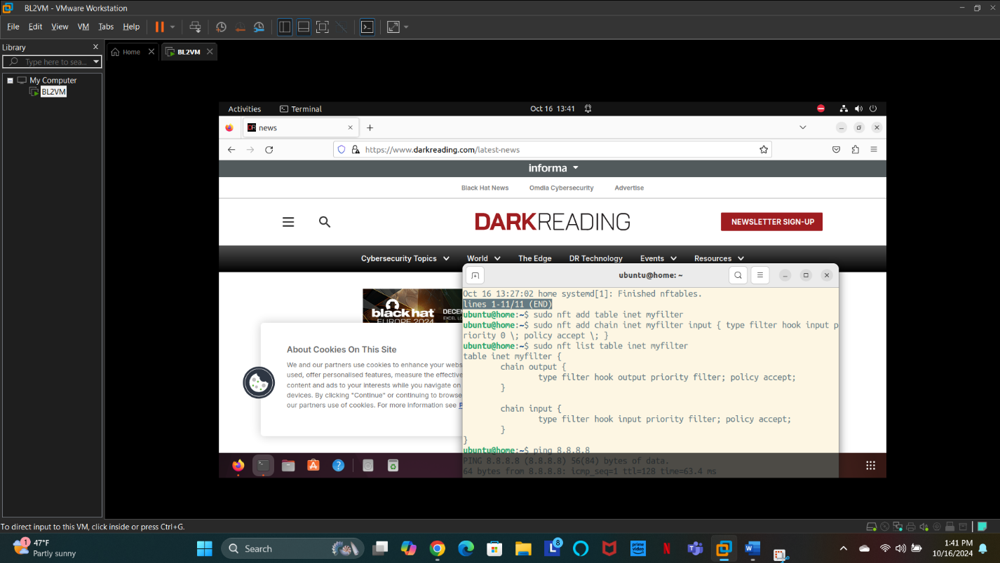 BL2VM - VMware Workstation
File Edit View VM Tabs Help
Library
Type here to sea...
My Computer
BL2VM
Home
BL2VM
Activities
Terminal
Oct 16 13:41
DR
news
https://www.darkreading.com/latest-news
informa
Black Hat News
Omdia Cybersecurity
Advertise
DARKREADING
NEWSLETTER SIGN-UP
Cybersecurity Topics
World
The Edge
DR Technology
Events
Resources
black hat
EUROPE 2024
DECEM
EXCEL LO
About Cookies On This Site
We and our partners use cookies to enhance your webs
used, offer personalised features, measure the effective
content and ads to your interests while you navigate on
devices. By clicking "Continue" or continuing to browse
our partners use of cookies. For more information see P
ubuntu@home: ~
Oct 16 13:27:02 home systemd[1]: Finished nftables.
lines 1-11/11 (END)
ubuntu@home:~$ sudo nft add table inet myfilter
ubuntu@home:~$ sudo nft add chain inet myfilter input { type filter hook input p
riority 0 \; policy accept \; }
ubuntu@home:~$ sudo nft list table inet myfilter
table inet myfilter {
chain output {
type filter hook output priority filter; policy accept;
}
chain input {
type filter hook input priority filter; policy accept;
}
}
ubuntu@home:~$ ping 8.8.8.8
PING 8.8.8.8 (8.8.8.8) 56(84) bytes of data.
64 bytes from 8.8.8.8: icmp_seq=1 ttl=128 time=63.4 ms
To direct input to this VM, click inside or press Ctrl+G.
1
47°F
Partly sunny
Search
L
8
prime video
N
W
1:41 PM
10/16/2024